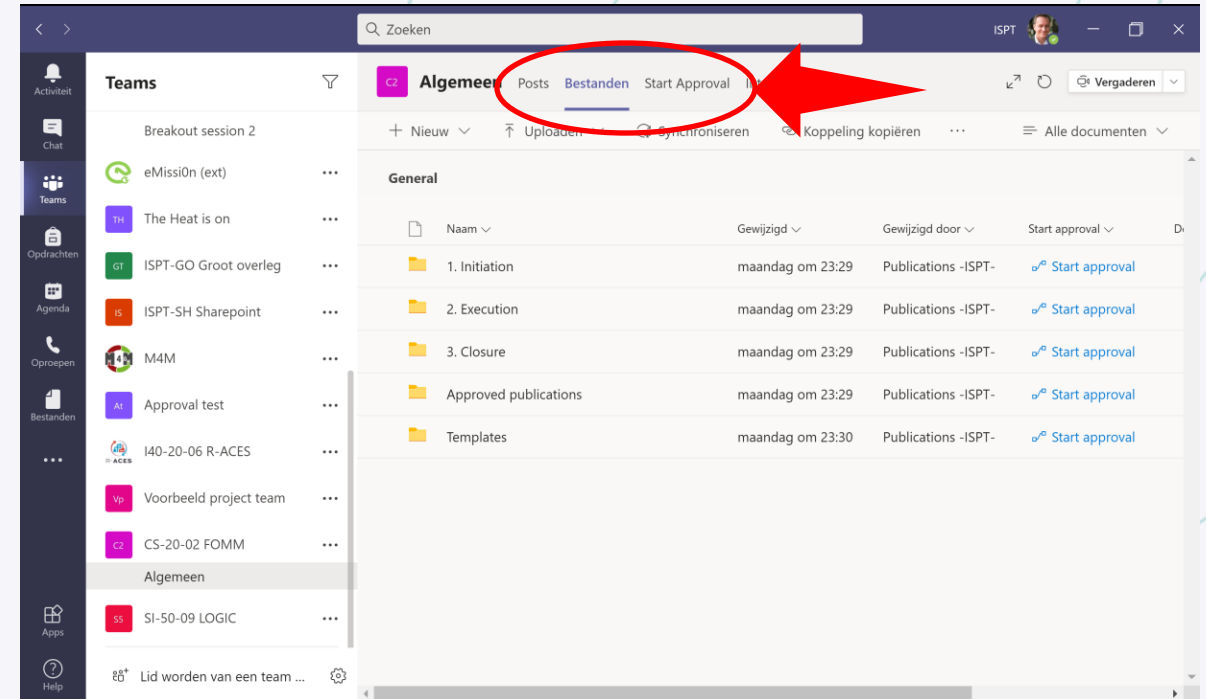 Zoeken
ISPT
Activiteit
Chat
Teams
Opdrachten
Agenda
Oproepen
Bestanden
Apps
Help
Teams
Breakout session 2
eMissi0n (ext)
TH The Heat is on
GT ISPT-GO Groot overleg
IS ISPT-SH Sharepoint
M4M M4M
At Approval test
R-ACES I40-20-06 R-ACES
Vp Voorbeeld project team
C2 CS-20-02 FOMM
Algemeen
S5 SI-50-09 LOGIC
Lid worden van een team ...
C2 Algemeen Posts Bestanden Start Approval
Vergaderen
Nieuw Uploaden Synchroniseren Koppeling kopiëren ... Alle documenten
General
Naam Gewijzigd Gewijzigd door Start approval
1. Initiation maandag om 23:29 Publications -ISPT- Start approval
2. Execution maandag om 23:29 Publications -ISPT- Start approval
3. Closure maandag om 23:29 Publications -ISPT- Start approval
Approved publications maandag om 23:29 Publications -ISPT- Start approval
Templates maandag om 23:30 Publications -ISPT- Start approval